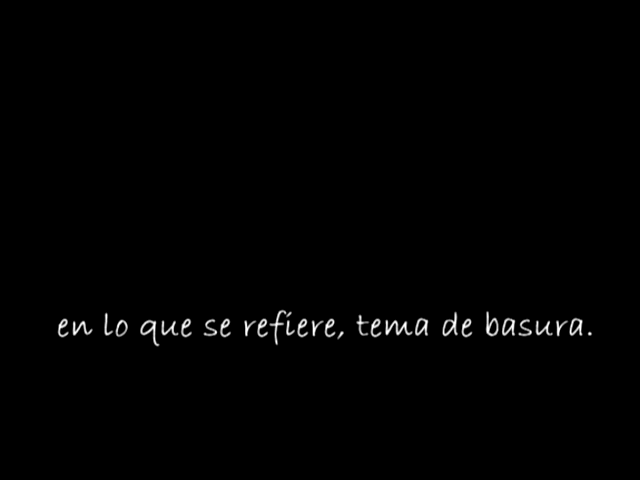 en lo que se refiere, tema de basura.